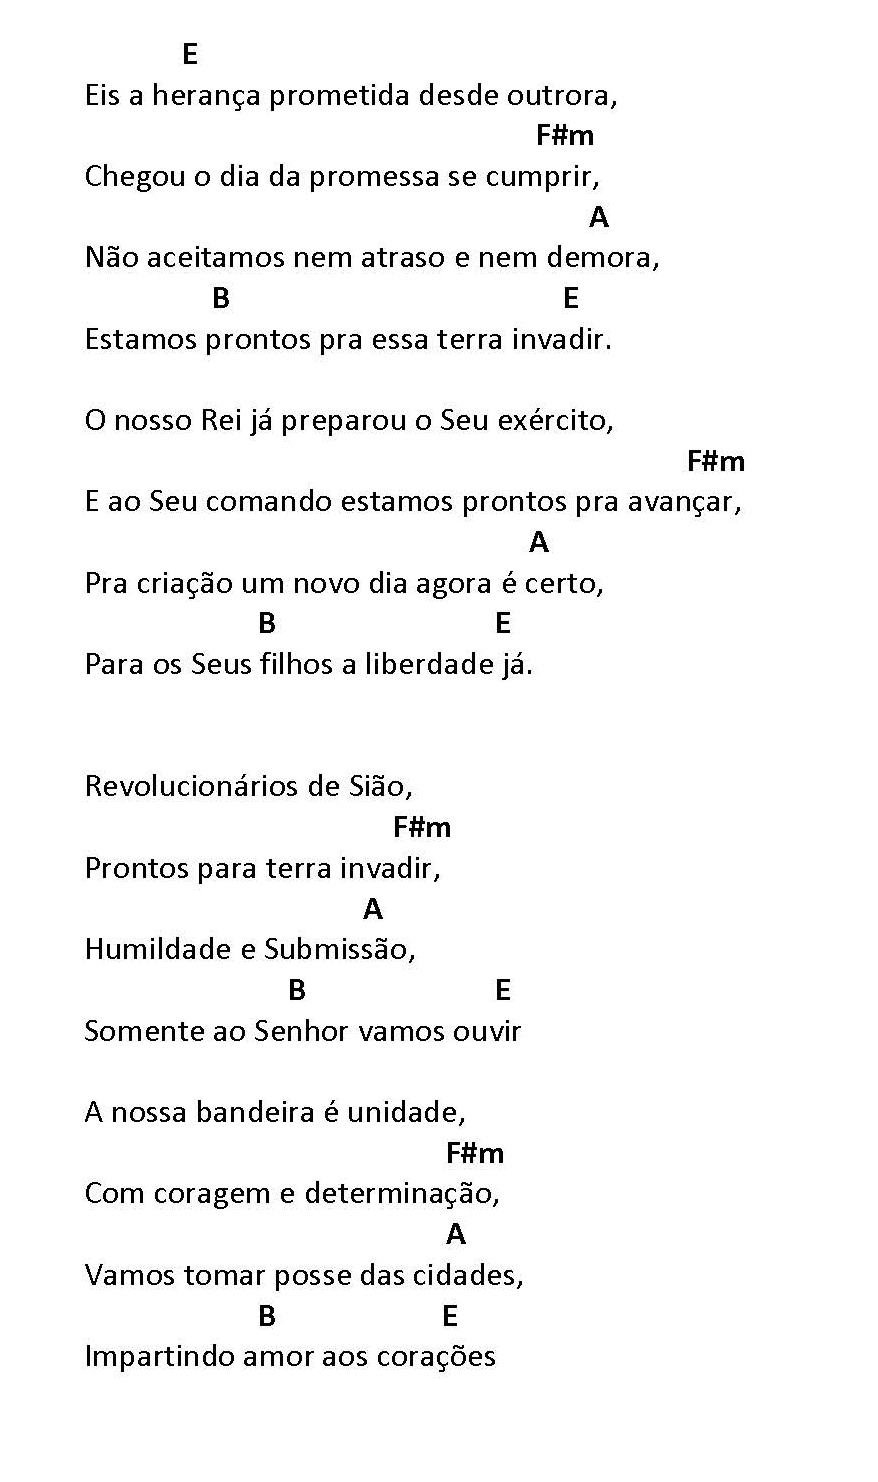 E
Eis a herança prometida desde outrora,
F#m
Chegou o dia da promessa se cumprir,
A
Não aceitamos nem atraso e nem demora,
B E
Estamos prontos pra essa terra invadir.
O nosso Rei já preparou o Seu exército,
F#m
E ao Seu comando estamos prontos pra avançar,
A
Pra criação um novo dia agora é certo,
B E
Para os Seus filhos a liberdade já.
Revolucionários de Sião,
F#m
Prontos para terra invadir,
A
Humildade e Submissão,
B E
Somente ao Senhor vamos ouvir
A nossa bandeira é unidade,
F#m
Com coragem e determinação,
A
Vamos tomar posse das cidades,
B E
Impartindo amor aos corações